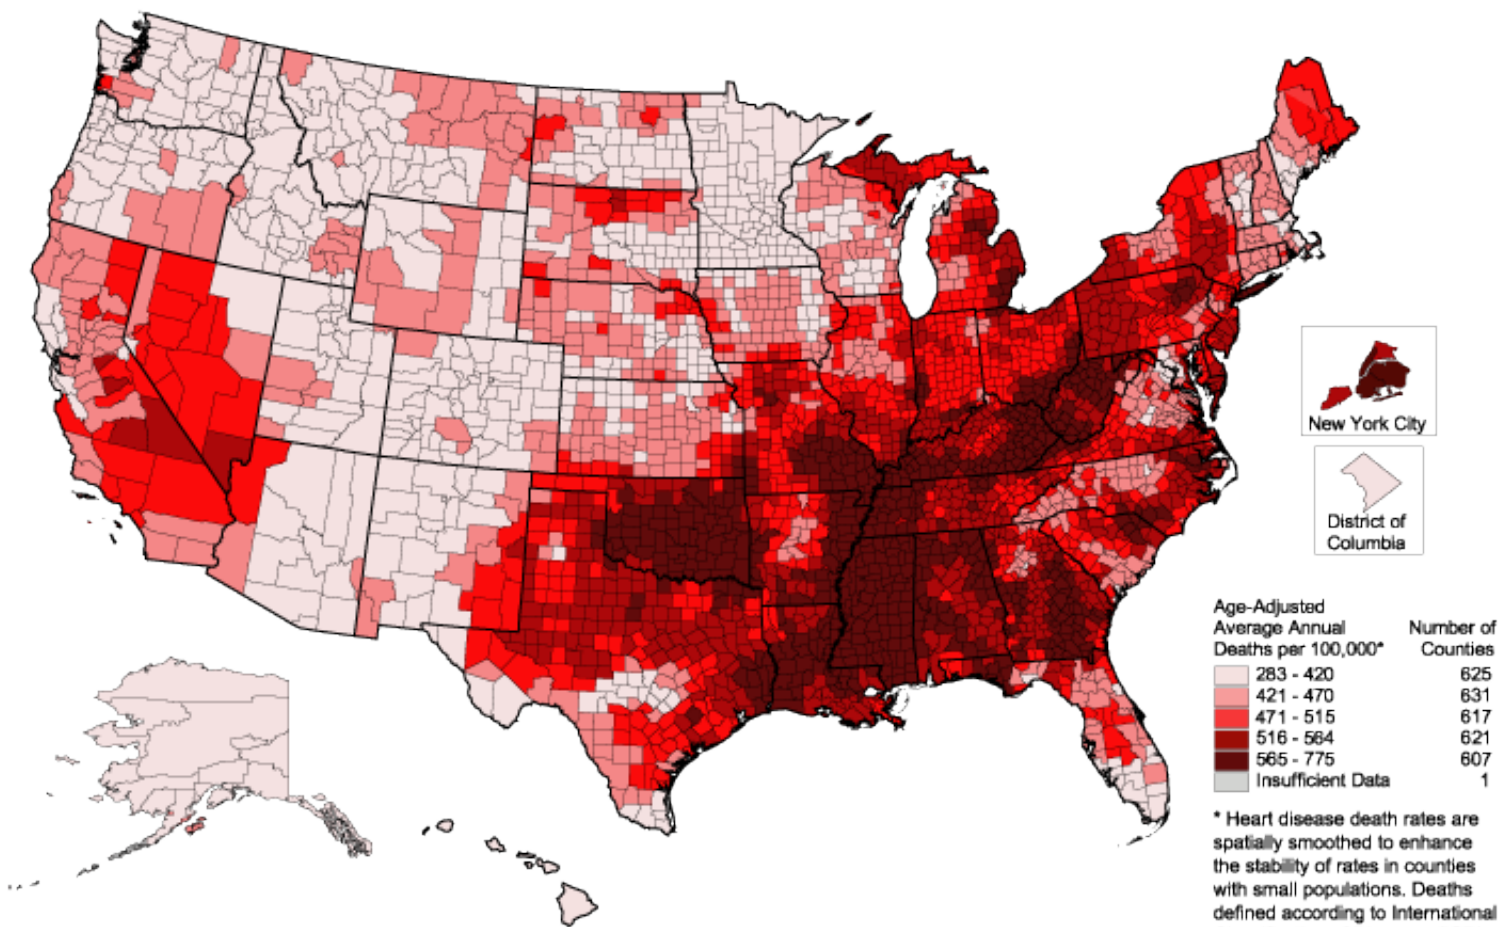 New York City
District of
Columbia
Age-Adjusted
Average Annual
Deaths per 100,000*
Number of
Counties
283 - 420 625
421 - 470 631
471 - 515 617
516 - 564 621
565 - 775 607
Insufficient Data 1
* Heart disease death rates are
spatially smoothed to enhance
the stability of rates in counties
with small populations. Deaths
defined according to International